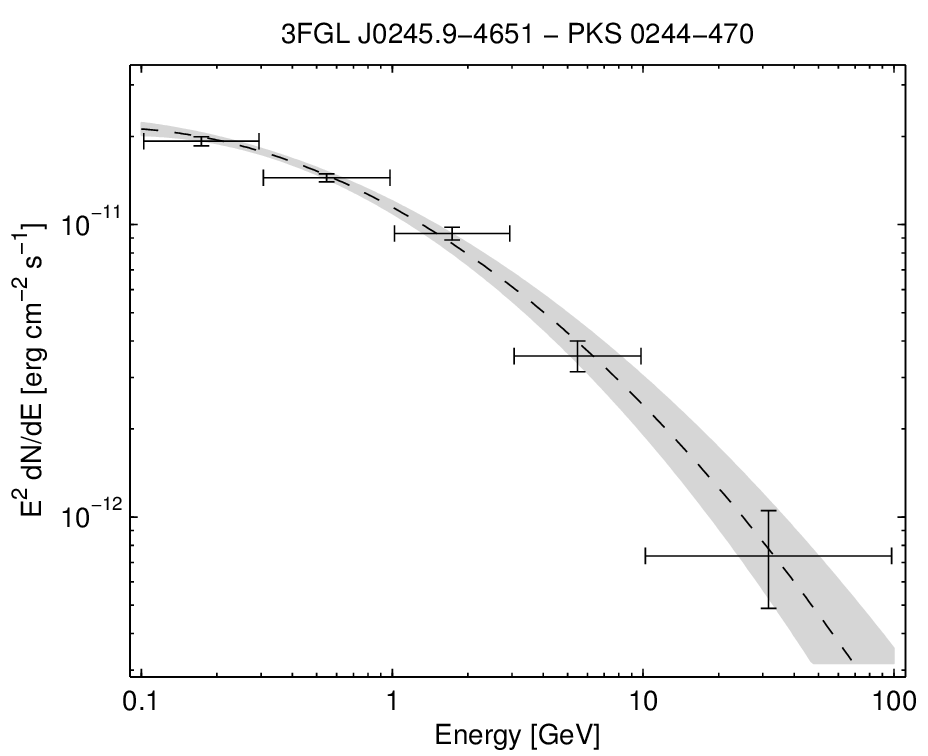 3FGL J0245.9−4651 − PKS 0244−470
E² dN/dE [erg cm⁻² s⁻¹]
10⁻¹¹
10⁻¹²
0.1 1 10 100
Energy [GeV]